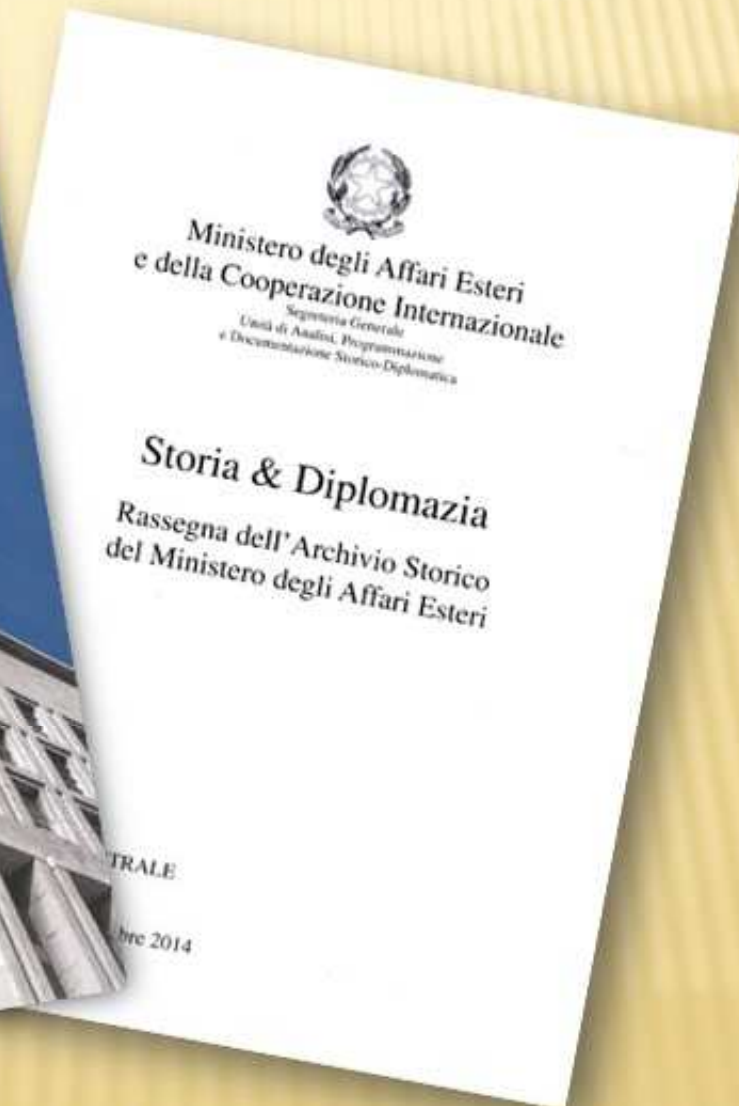 Ministero degli Affari Esteri
e della Cooperazione Internazionale
Segreteria Generale
Unità di Analisi, Programmazione
e Documentazione Storico-Diplomatica
Storia & Diplomazia
Rassegna dell'Archivio Storico
del Ministero degli Affari Esteri
TRALE
bre 2014